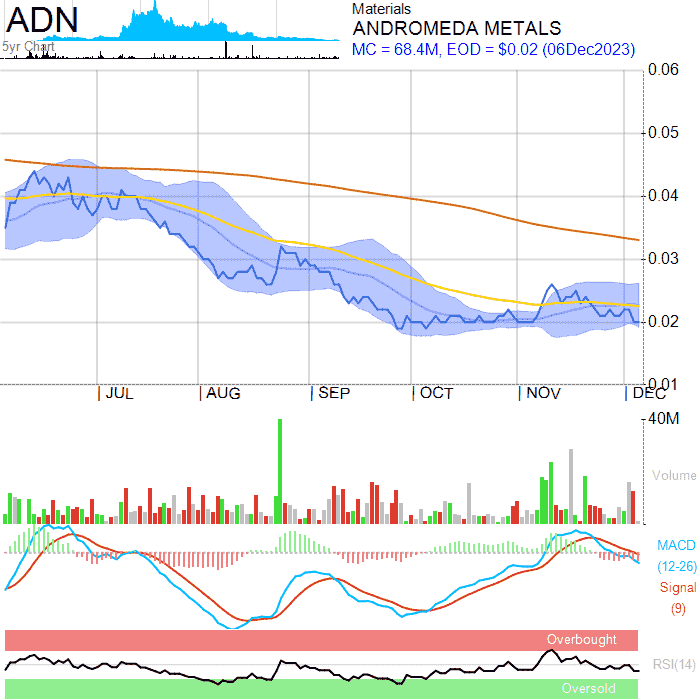 ADN
5yr Chart
Materials
ANDROMEDA METALS
MC = 68.4M, EOD = $0.02 (06Dec2023)
0.06
0.05
0.04
0.03
0.02
0.01
JUL AUG SEP OCT NOV DEC
40M
Volume
MACD
(12-26)
Signal
(9)
Overbought
RSI(14)
Oversold